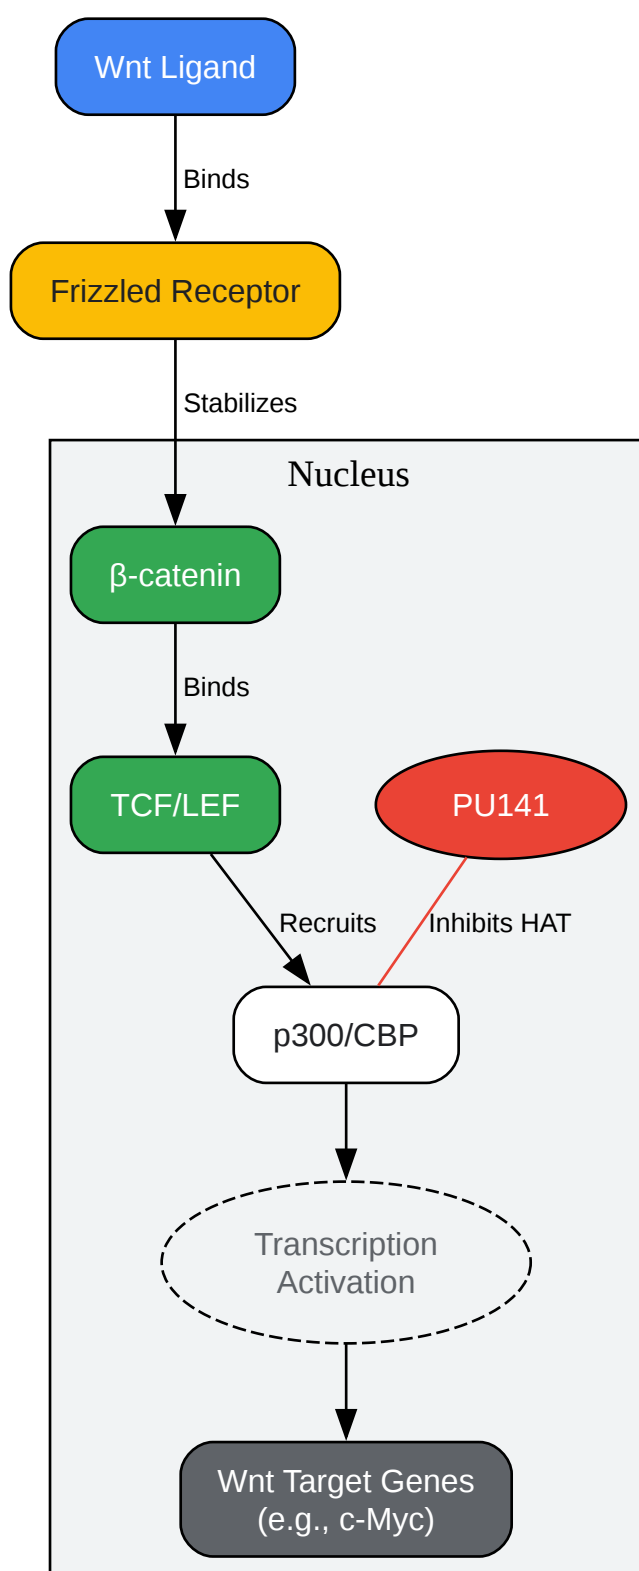 Wnt Ligand
Binds
Frizzled Receptor
Stabilizes
Nucleus
β-catenin
Binds
TCF/LEF
PU141
Recruits
Inhibits HAT
p300/CBP
Transcription
Activation
Wnt Target Genes
(e.g., c-Myc)